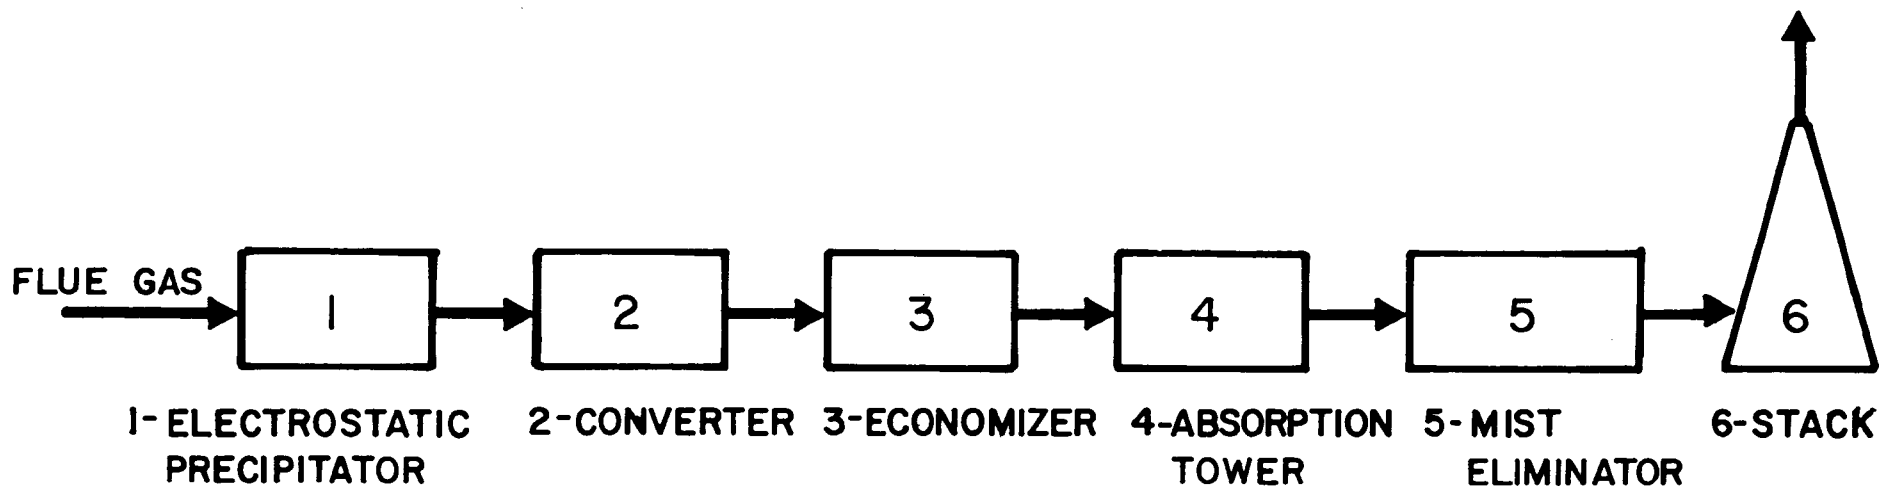 FLUE GAS
1
2
3
4
5
6
1- ELECTROSTATIC
PRECIPITATOR
2-CONVERTER
3-ECONOMIZER
4-ABSORPTION
TOWER
5- MIST
ELIMINATOR
6-STACK